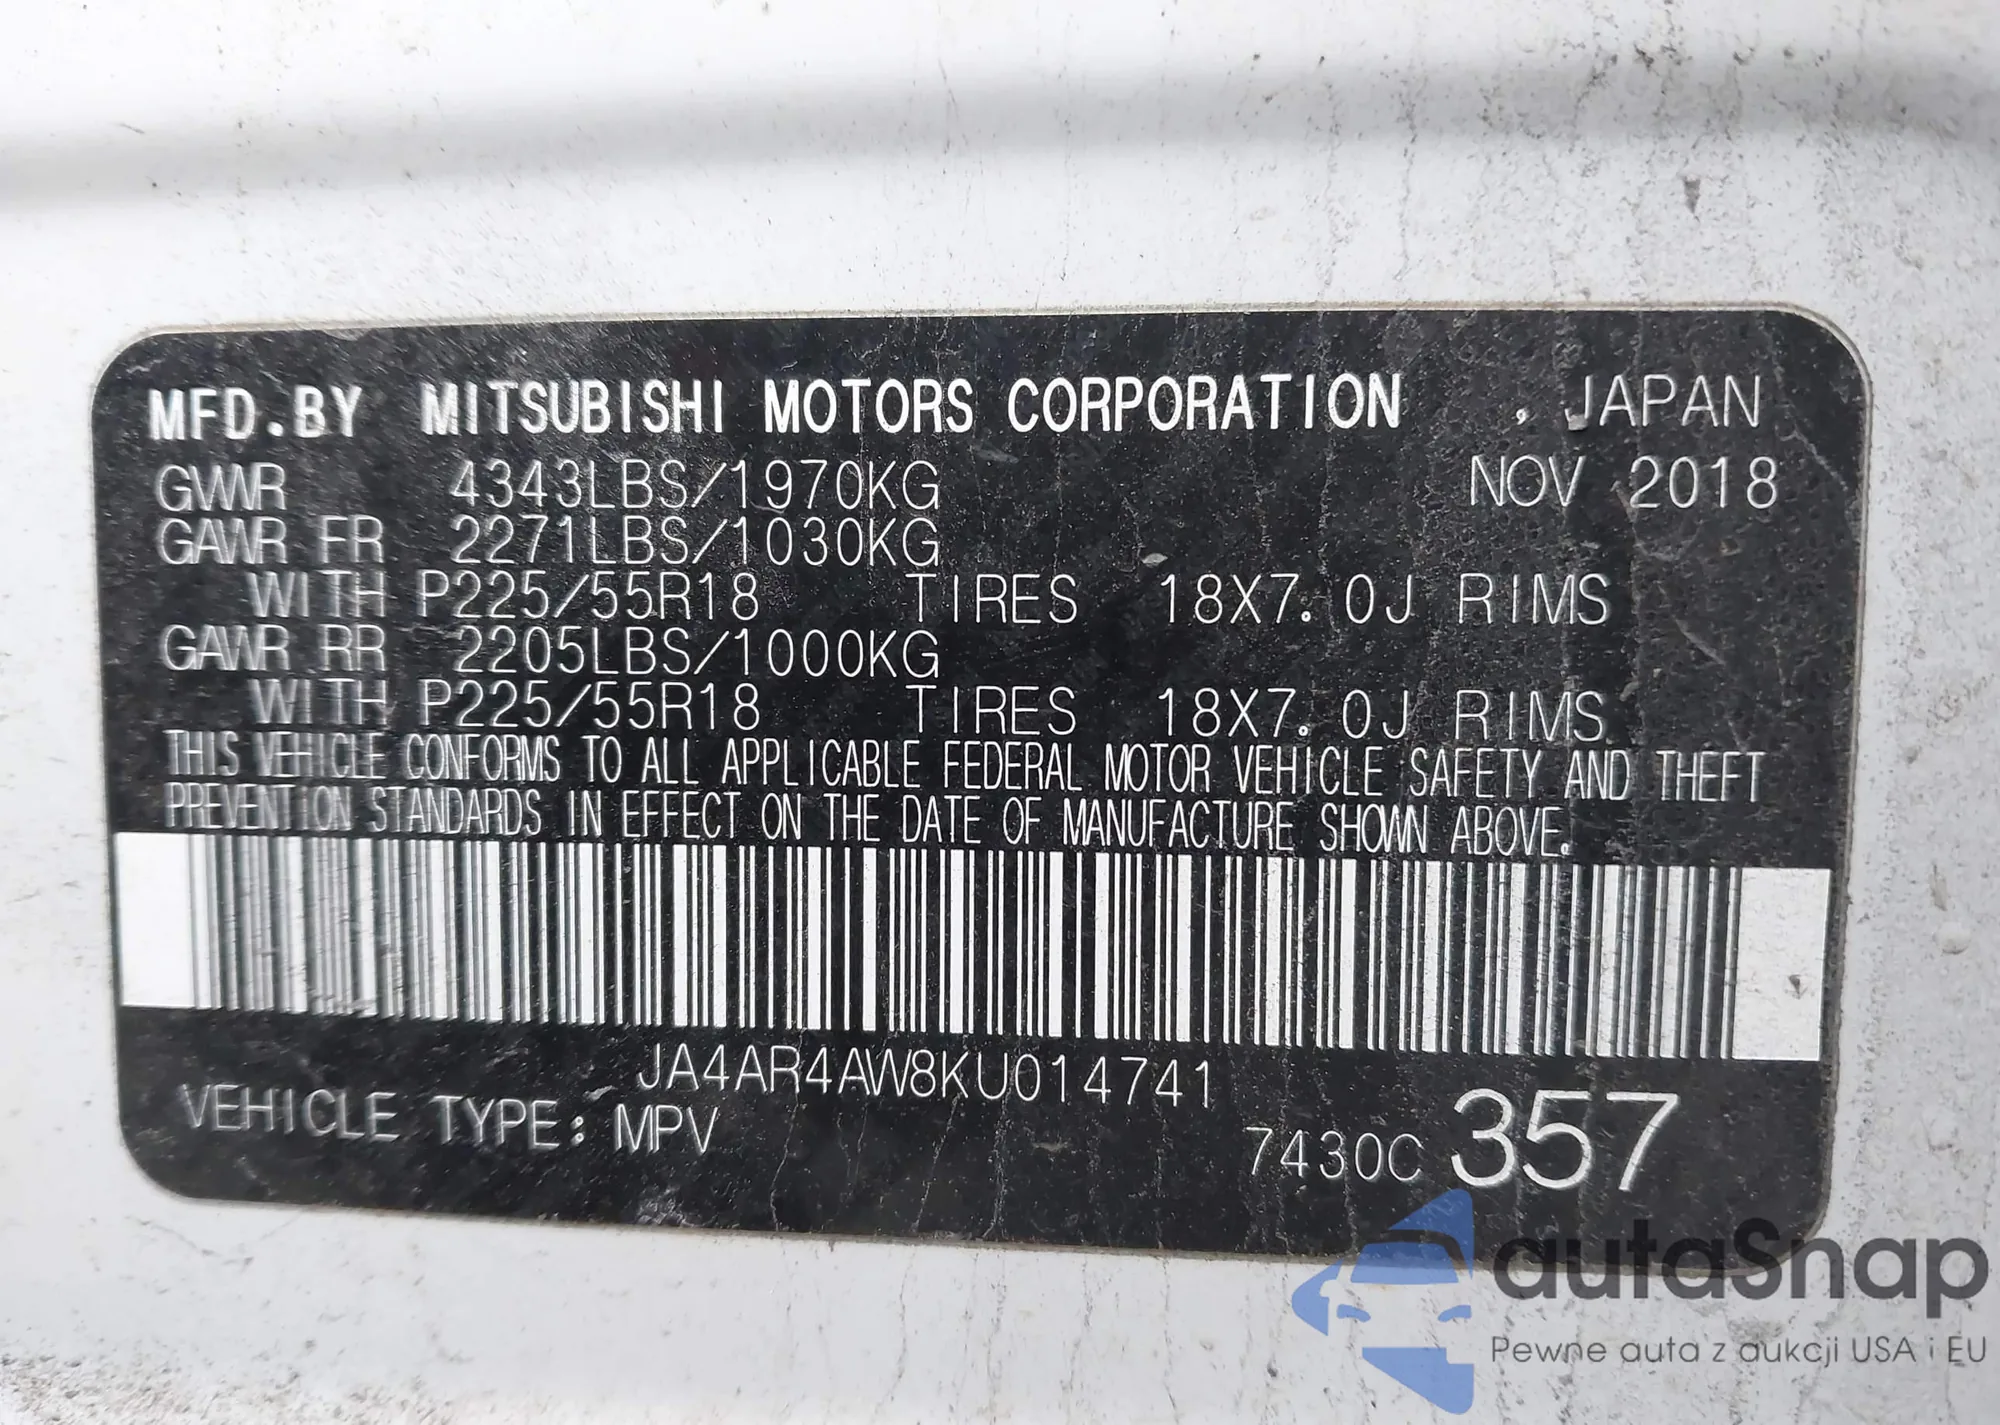 MFD.BY MITSUBISHI MOTORS CORPORATION , JAPAN
GVWR 4343LBS/1970KG NOV 2018
GAWR FR 2271LBS/1030KG
WITH P225/55R18 TIRES 18X7.0J RIMS
GAWR RR 2205LBS/1000KG
WITH P225/55R18 TIRES 18X7.0J RIMS
THIS VEHICLE CONFORMS TO ALL APPLICABLE FEDERAL MOTOR VEHICLE SAFETY AND THEFT
PREVENTION STANDARDS IN EFFECT ON THE DATE OF MANUFACTURE SHOWN ABOVE.
JA4AR4AW8KU014741
VEHICLE TYPE: MPV 7430C 357
autaSnap
Pewne auta z aukcji USA i EU